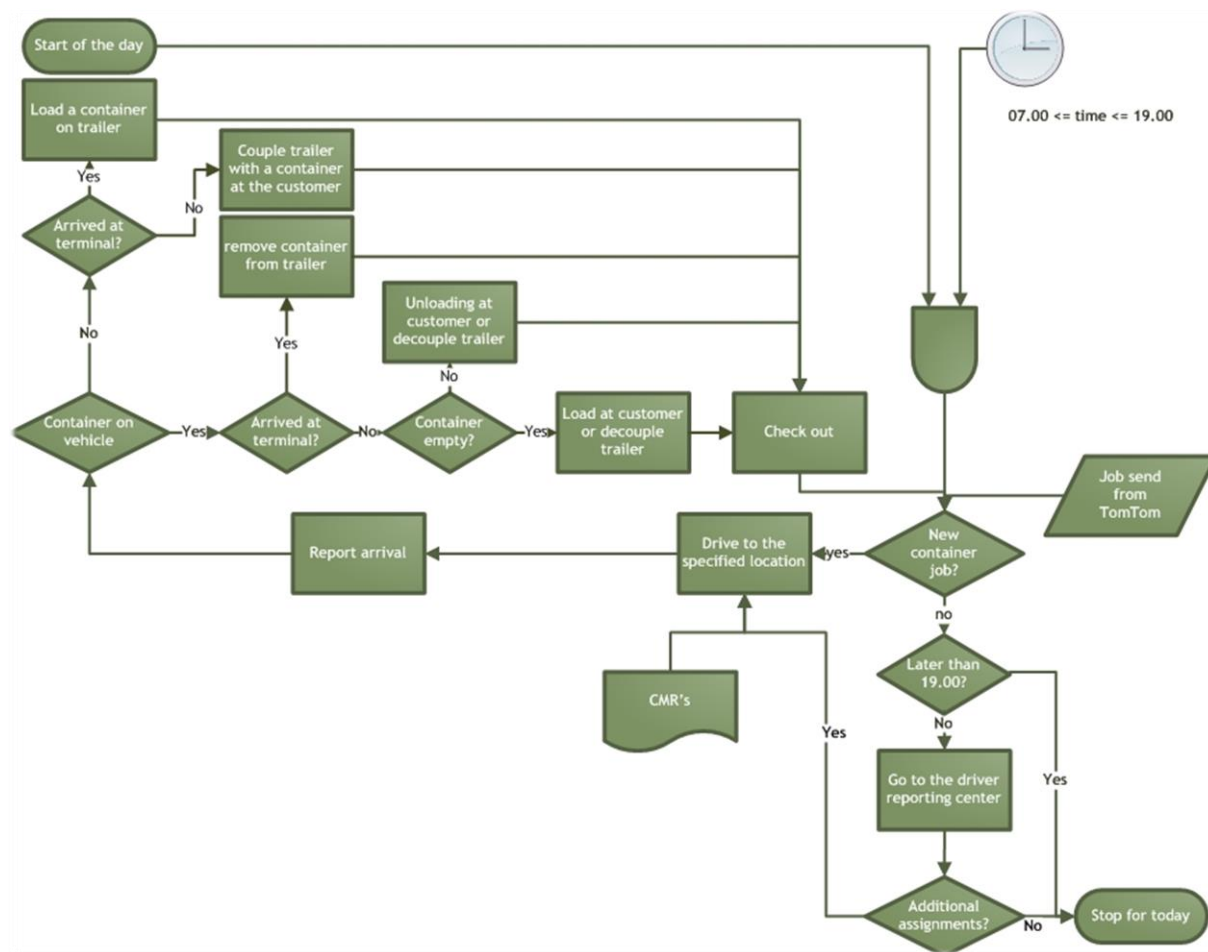 Start of the day
07.00 <= time <= 19.00
Load a container
on trailer
Yes
Couple trailer
with a container
at the customer
No
Arrived at
terminal?
remove container
from trailer
No
Yes
Unloading at
customer or
decouple trailer
No
Container on
vehicle
Yes
Arrived at
terminal?
No
Container
empty?
Yes
Load at customer
or decouple
trailer
Check out
Job send
from
TomTom
Report arrival
Drive to the
specified location
yes
New
container
job?
no
Later than
19.00?
CMR's
Yes
No
Go to the driver
reporting center
Yes
Additional
assignments?
No
Stop for today